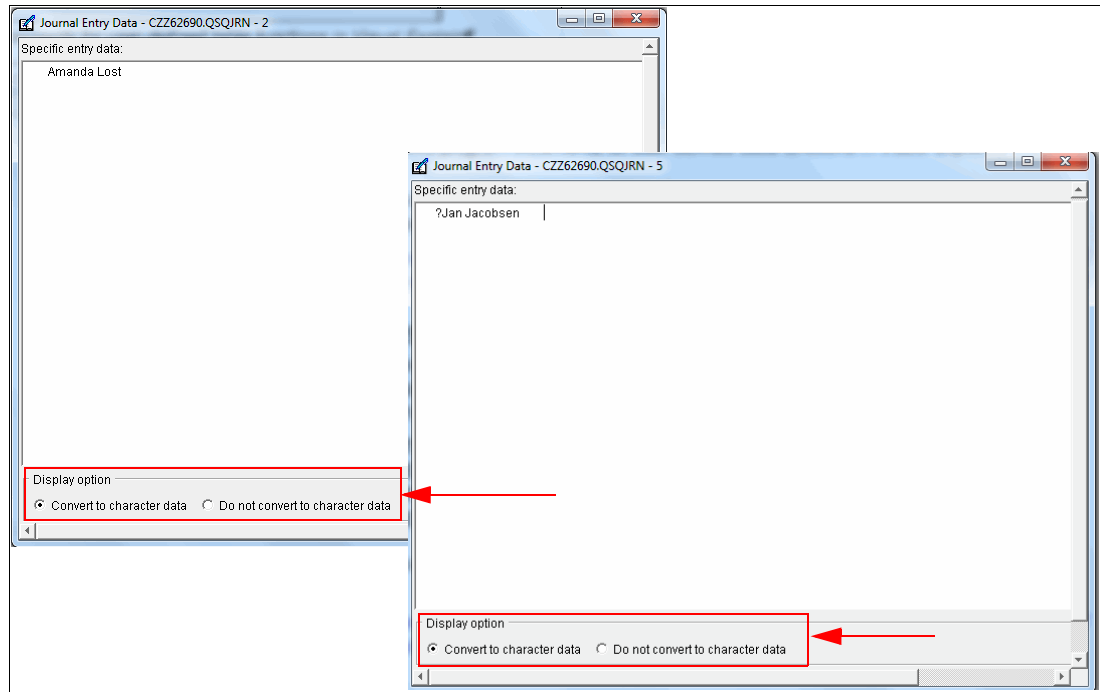 Journal Entry Data - CZZ62690.QSQJRN - 2
Specific entry data:
Amanda Lost
Display option
Convert to character data Do not convert to character data
Journal Entry Data - CZZ62690.QSQJRN - 5
Specific entry data:
?Jan Jacobsen
Display option
Convert to character data Do not convert to character data